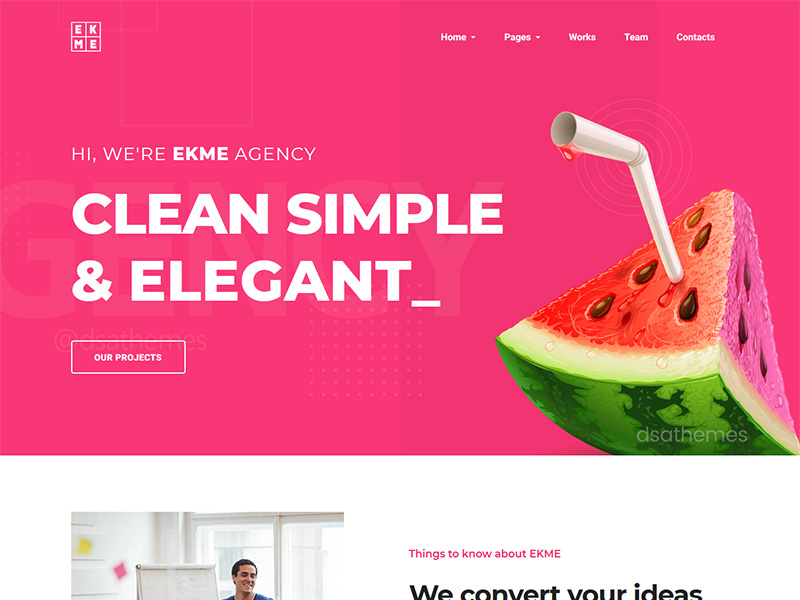 EK
ME
Home
Pages
Works
Team
Contacts
HI, WE'RE EKME AGENCY
GENCY
CLEAN SIMPLE
& ELEGANT_
@dsathemes
OUR PROJECTS
dsathemes
Things to know about EKME
We convert your ideas